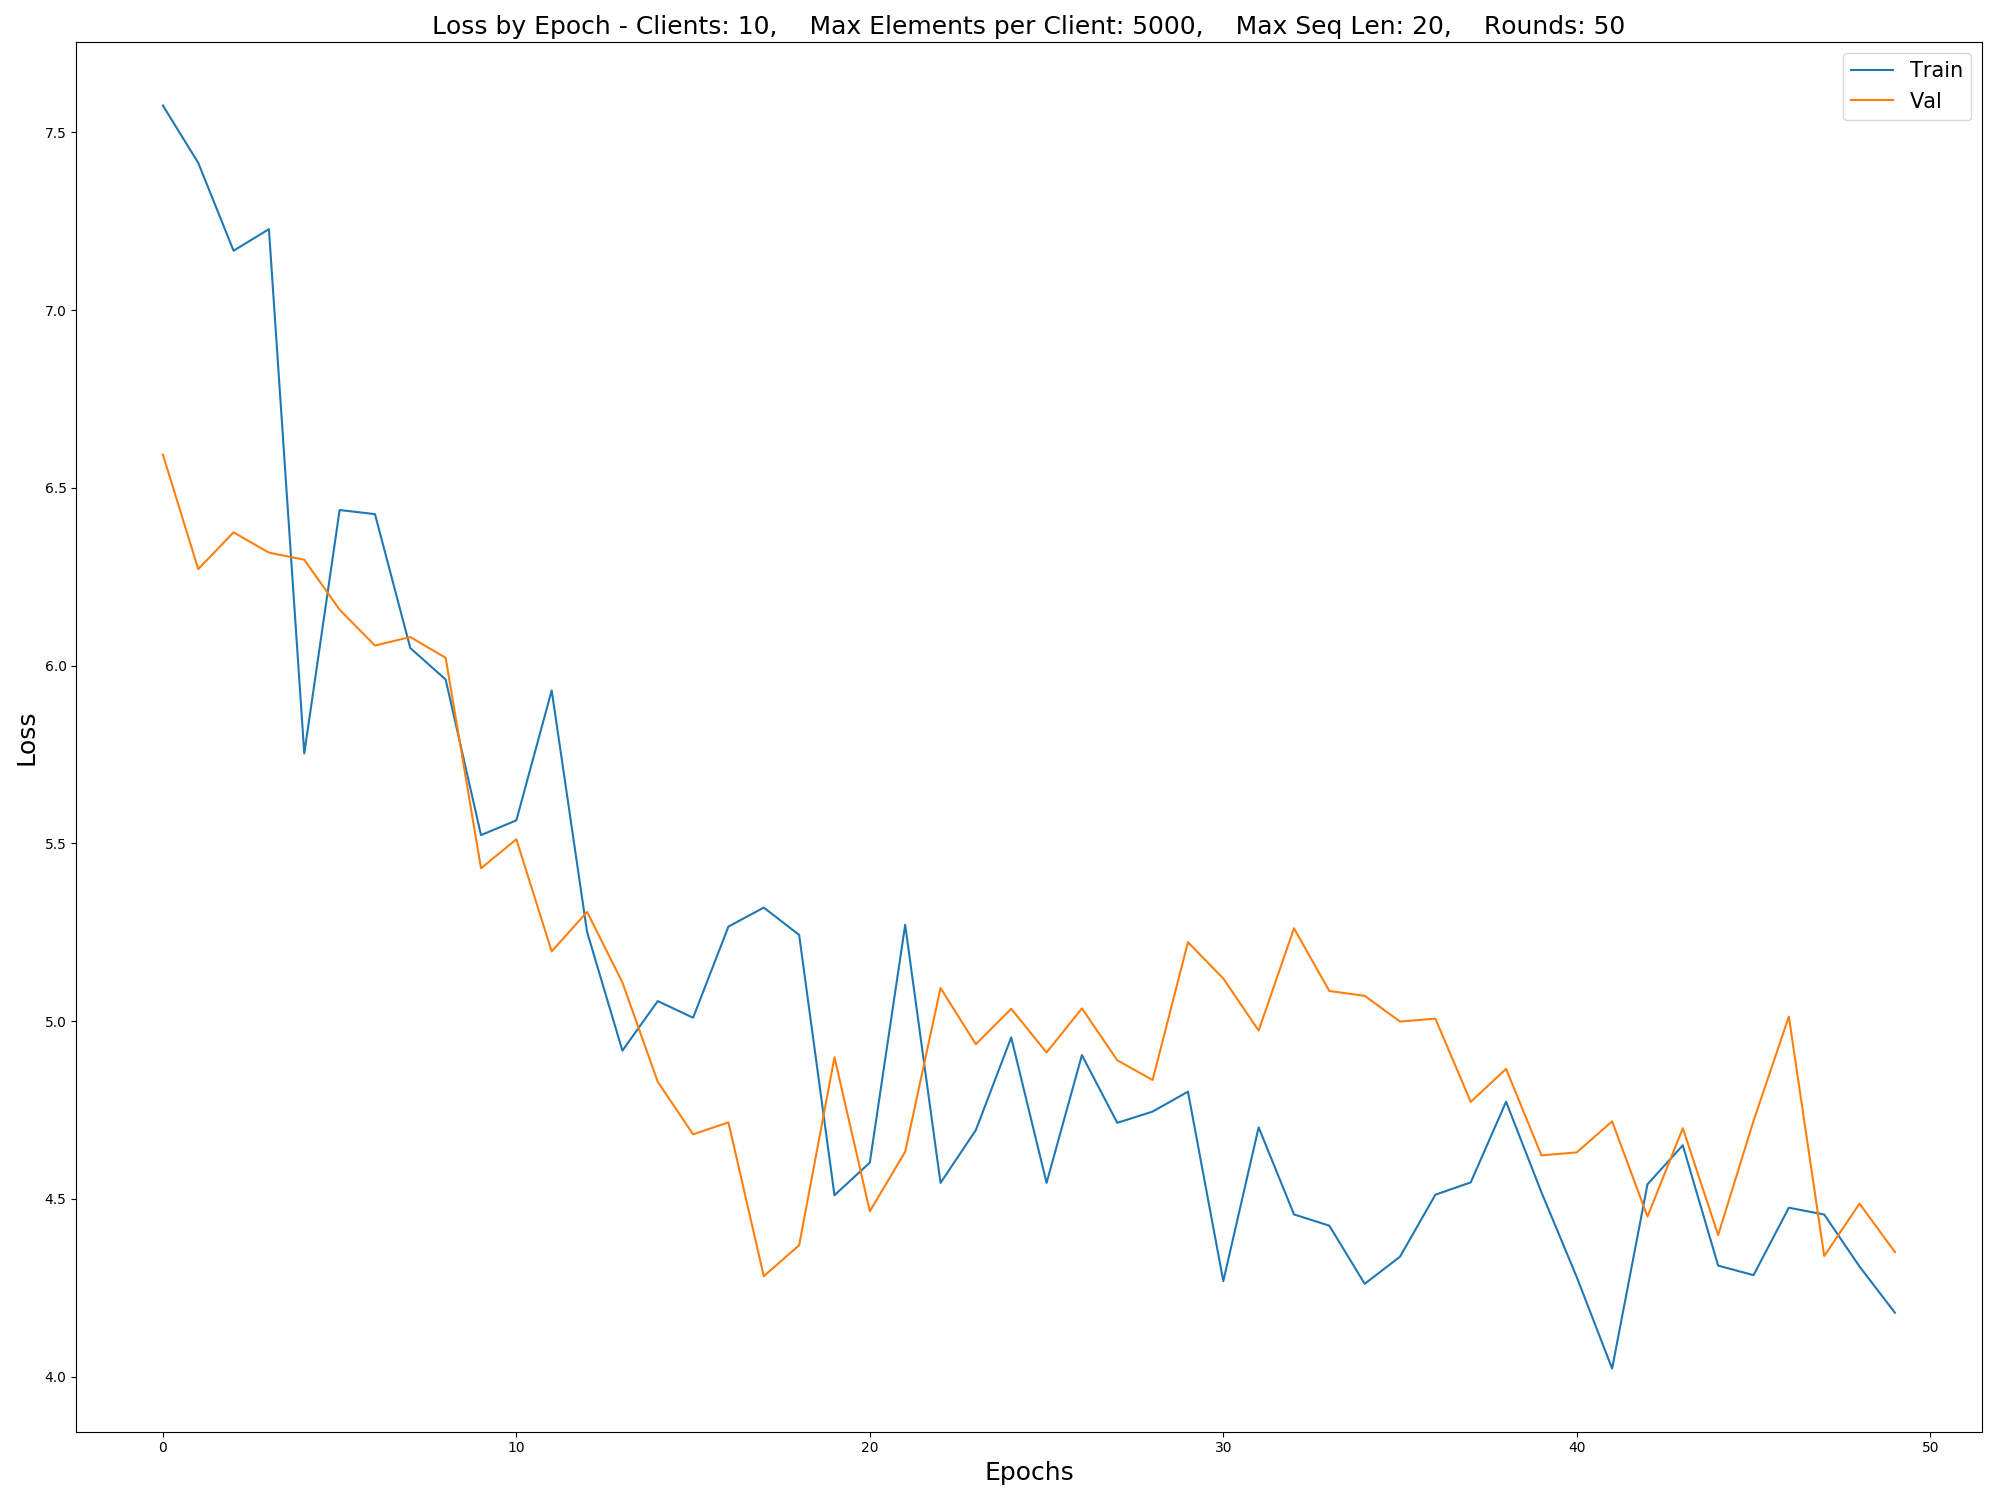 Loss by Epoch - Clients: 10,    Max Elements per Client: 5000,    Max Seq Len: 20,    Rounds: 50
Train
Val
7.5
7.0
6.5
6.0
5.5
5.0
4.5
4.0
Loss
0 10 20 30 40 50
Epochs